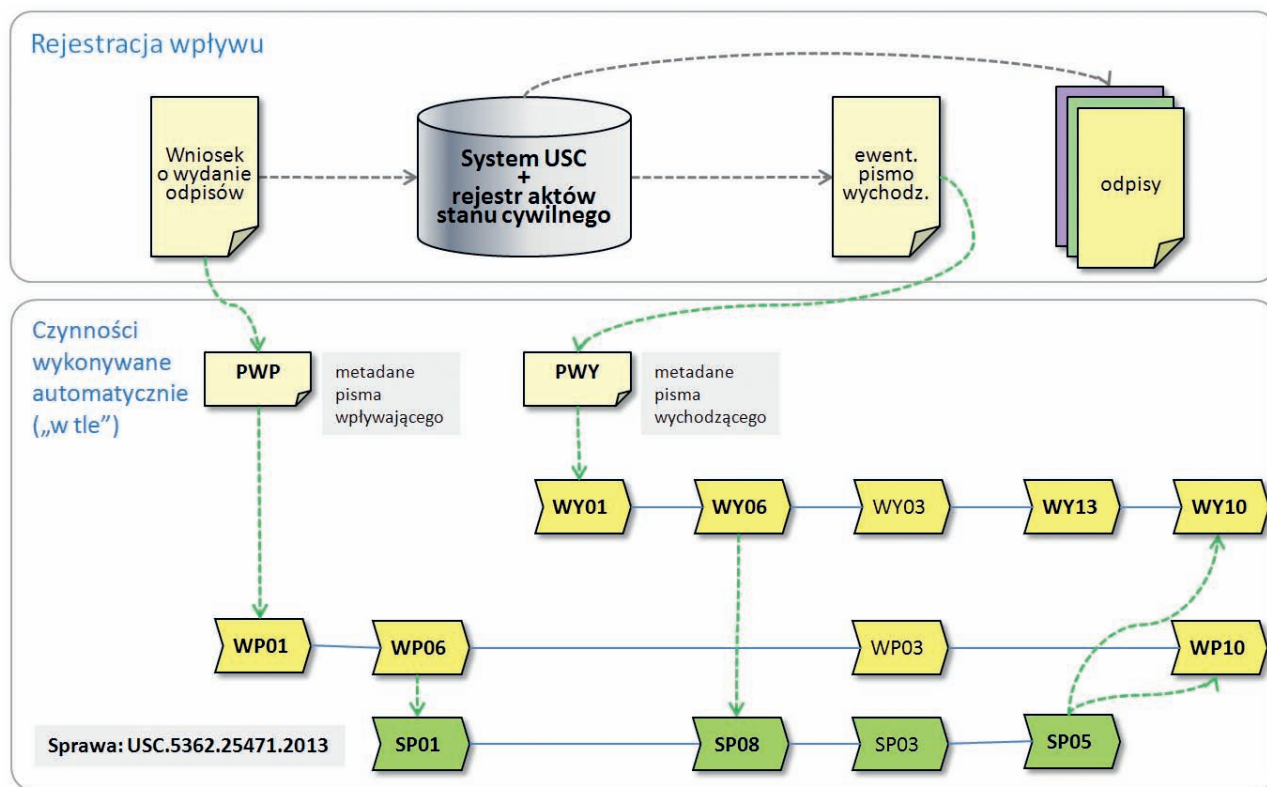 Rejestracja wpływu
Wniosek
o wydanie
odpisów
System USC
+
rejestr aktów
stanu cywilnego
ewent.
pismo
wychodz.
odpisy
Czynności
wykonywane
automatycznie
(„w tle”)
PWP
metadane
pisma
wpływającego
PWY
metadane
pisma
wychodzącego
WY01
WY06
WY03
WY13
WY10
WP01
WP06
WP03
WP10
Sprawa: USC.5362.25471.2013
SP01
SP08
SP03
SP05